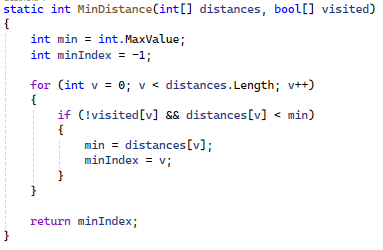 static int MinDistance(int[] distances, bool[] visited)
{
    int min = int.MaxValue;
    int minIndex = -1;

    for (int v = 0; v < distances.Length; v++)
    {
        if (!visited[v] && distances[v] < min)
        {
            min = distances[v];
            minIndex = v;
        }
    }

    return minIndex;
}